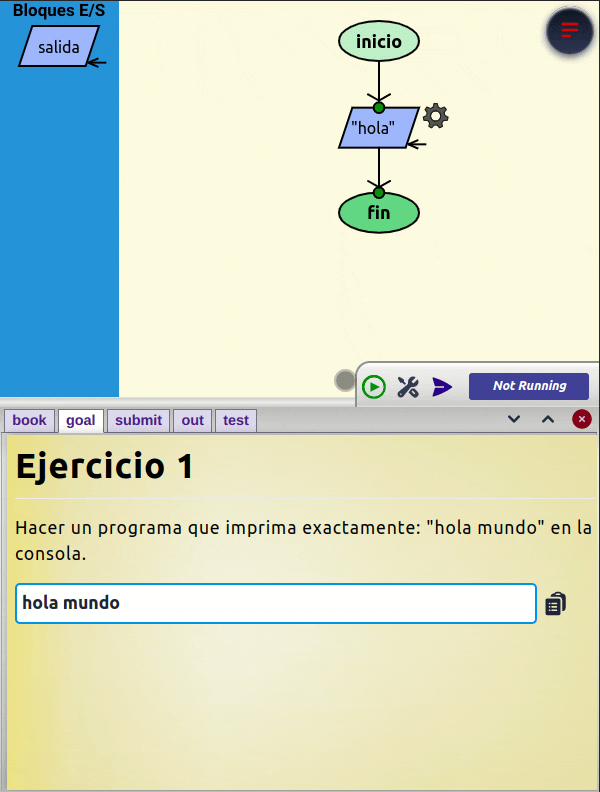 Bloques E/S
salida
inicio
"hola"
fin
Not Running
book goal submit out test
Ejercicio 1
Hacer un programa que imprima exactamente: "hola mundo" en la
consola.
hola mundo